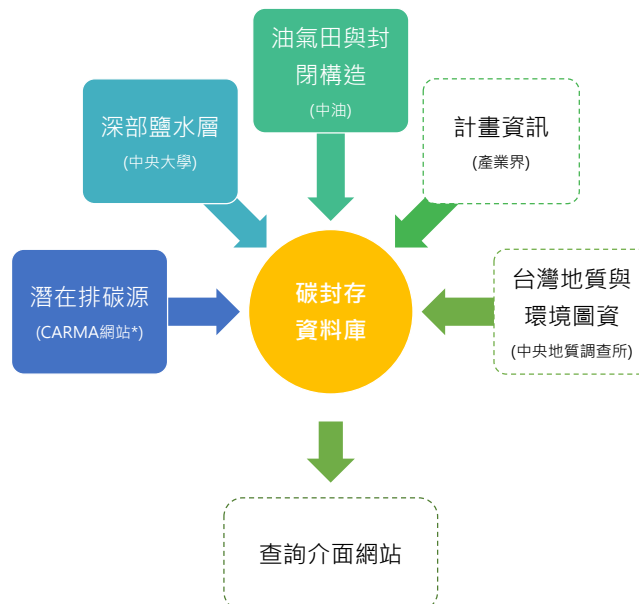 油氣田與封
閉構造
(中油)
深部鹽水層
(中央大學)
計畫資訊
(產業界)
潛在排碳源
(CARMA網站*)
碳封存
資料庫
台灣地質與
環境圖資
(中央地質調查所)
查詢介面網站